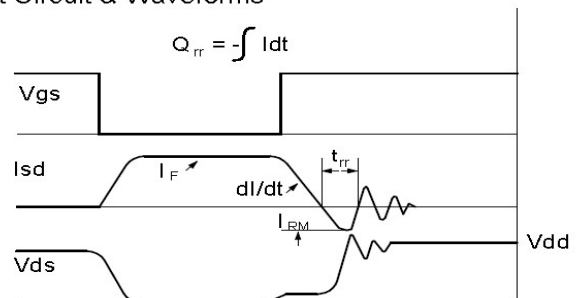 t Circuit & Waveforms
Q rr = -∫ Idt
Vgs
Isd
I F
dI/dt
t rr
I RM
Vds
Vdd